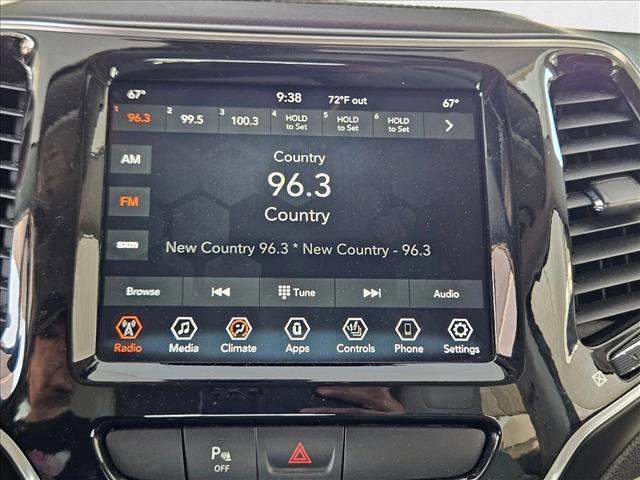 67° 9:38 72°F out 67°
1 96.3 2 99.5 3 100.3 4 HOLD to Set 5 HOLD to Set 6 HOLD to Set
AM
Country
96.3
FM
Country
New Country 96.3 * New Country - 96.3
Browse Tune Audio
Radio Media Climate Apps Controls Phone Settings
P OFF